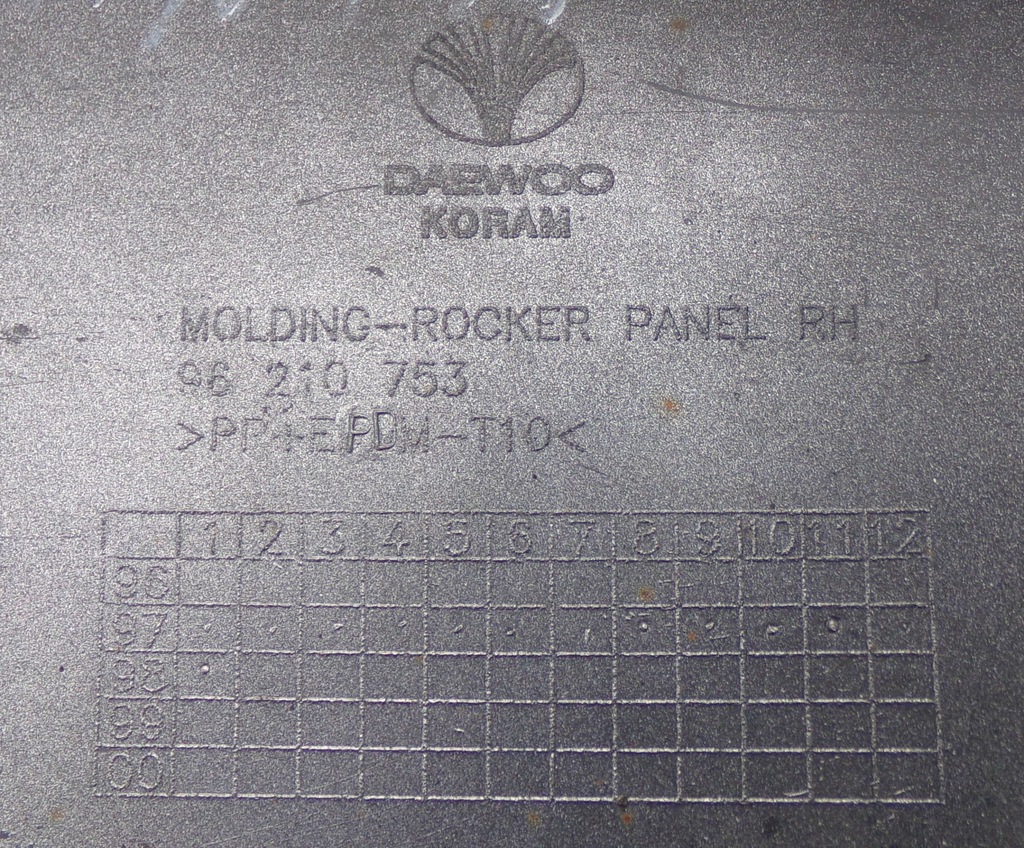 DAEWOO
KORAM
MOLDING-ROCKER PANEL RH
96 210 753
>PP+EPDM-T10<
1 2 3 4 5 6 7 8 9 10 11 12
96
97
98
99
00